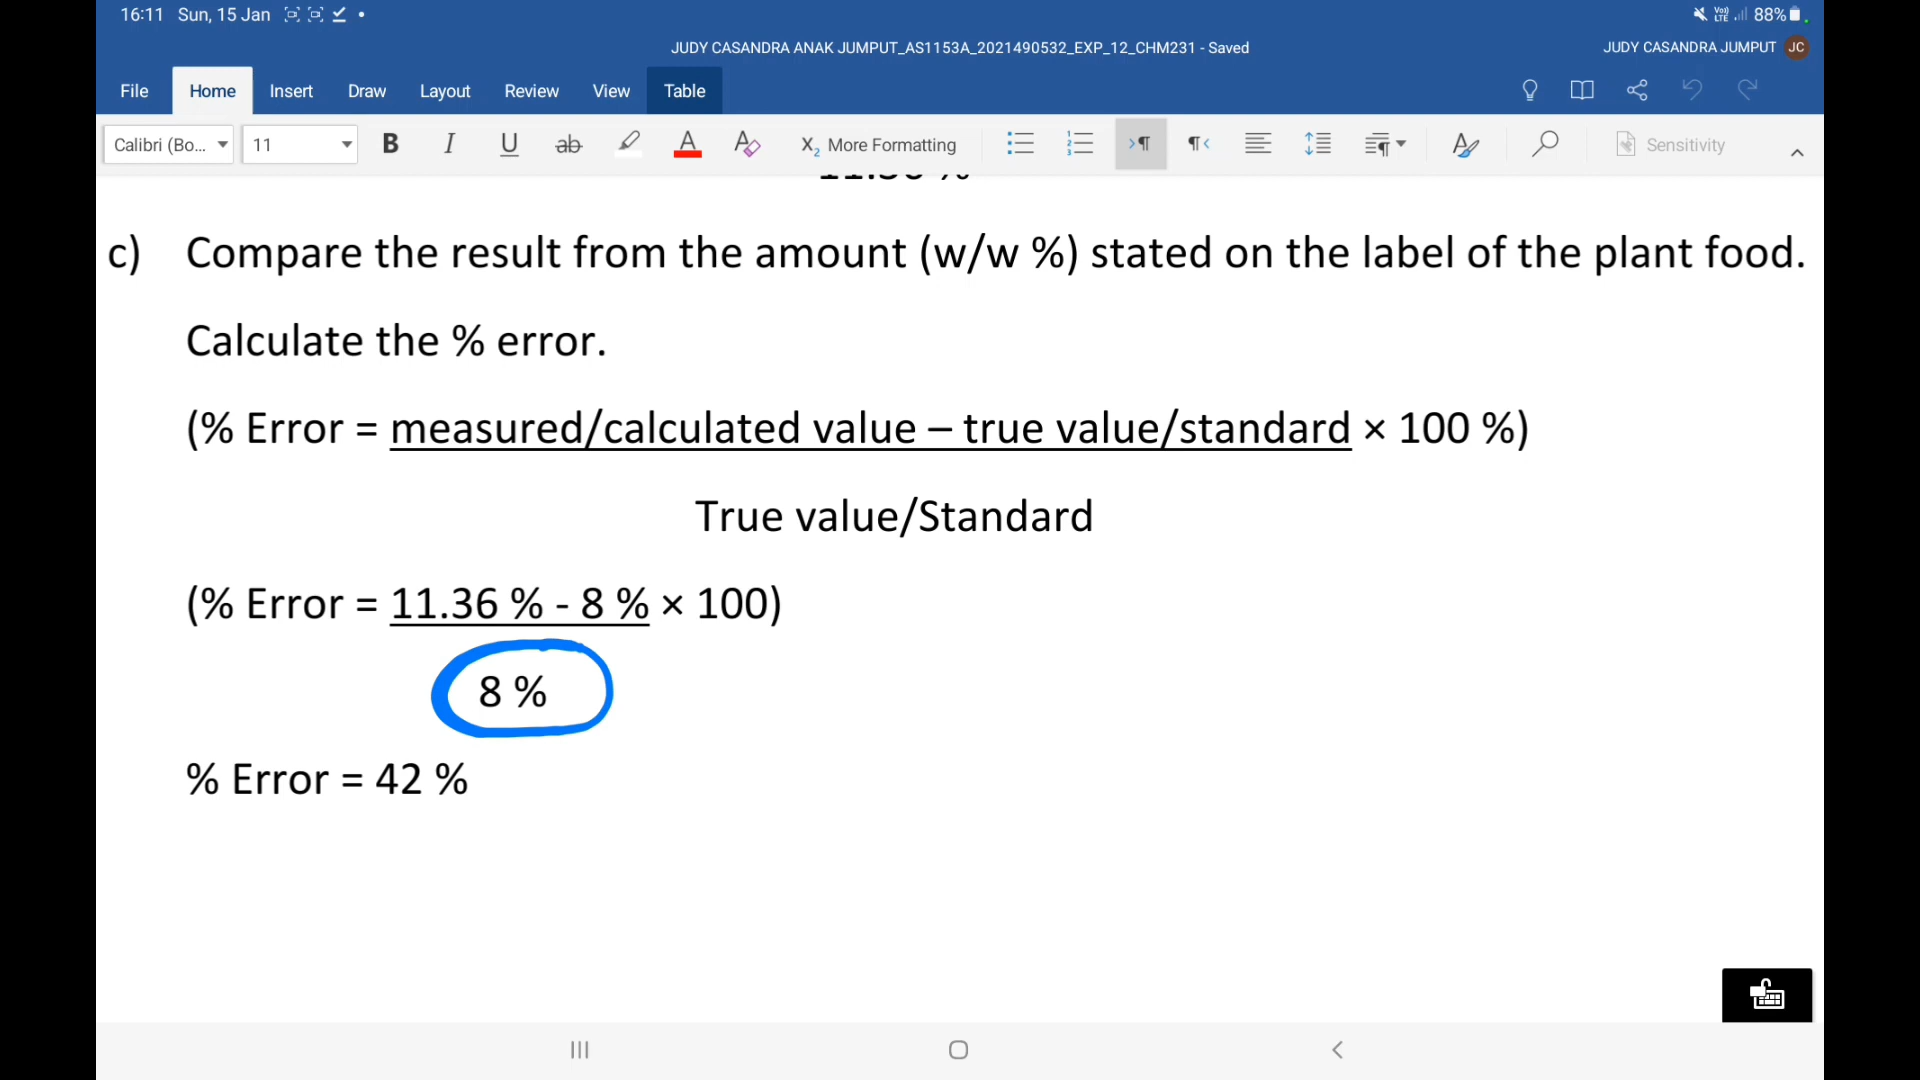 16:11 Sun, 15 Jan
88%
JUDY CASANDRA ANAK JUMPUT_AS1153A_2021490532_EXP_12_CHM231 - Saved
JUDY CASANDRA JUMPUT JC
File Home Insert Draw Layout Review View Table
Calibri (Bo... 11 B I U ab A A X2 More Formatting Sensitivity
c) Compare the result from the amount (w/w %) stated on the label of the plant food.
Calculate the % error.
(% Error = measured/calculated value – true value/standard × 100 %)
True value/Standard
(% Error = 11.36 % - 8 % × 100)
8 %
% Error = 42 %